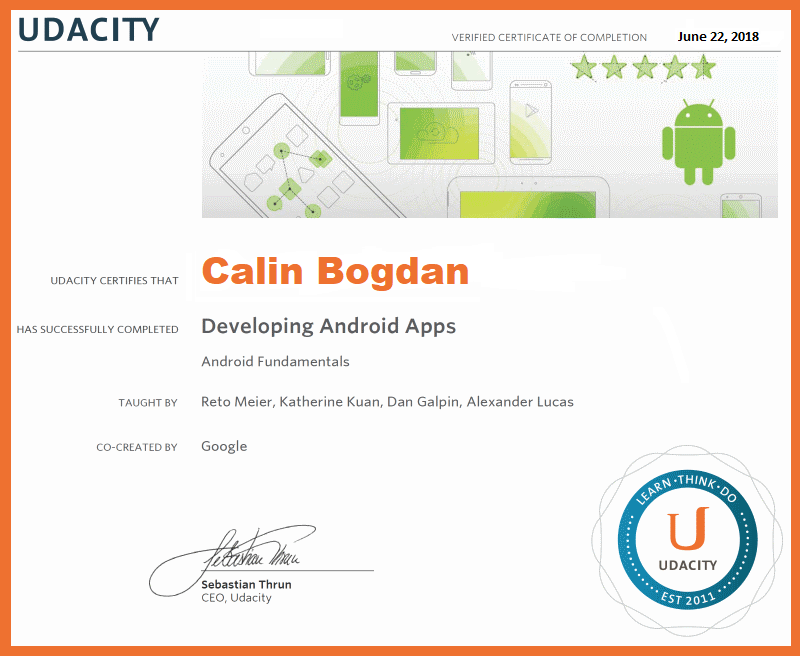 UDACITY
VERIFIED CERTIFICATE OF COMPLETION June 22, 2018
UDACITY CERTIFIES THAT Calin Bogdan
HAS SUCCESSFULLY COMPLETED Developing Android Apps
Android Fundamentals
TAUGHT BY Reto Meier, Katherine Kuan, Dan Galpin, Alexander Lucas
CO-CREATED BY Google
Sebastian Thrun
Sebastian Thrun
CEO, Udacity
LEARN · THINK · DO
U
UDACITY
EST 2011